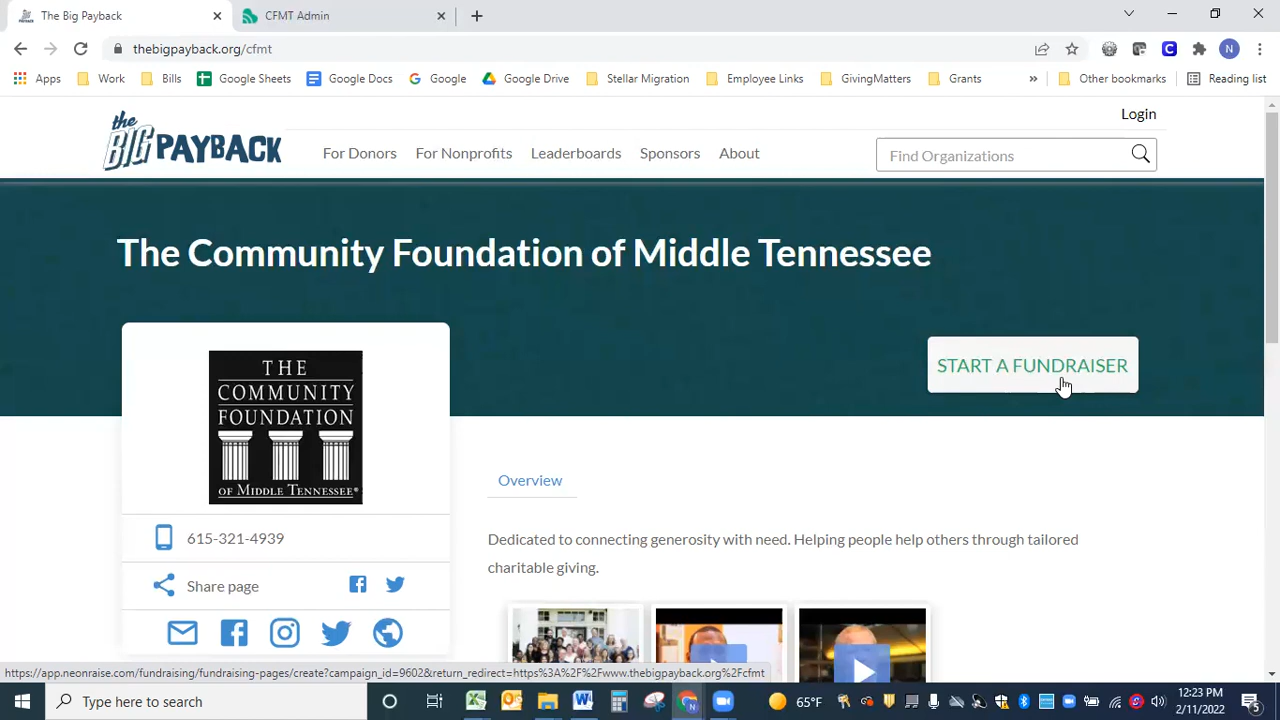 The Big Payback
CFMT Admin
thebigpayback.org/cfmt
N
Apps
Work
Bills
Google Sheets
Google Docs
Google
Google Drive
Stellar Migration
Employee Links
GivingMatters
Grants
»
Other bookmarks
Reading list
Login
the BIG PAYBACK
For Donors
For Nonprofits
Leaderboards
Sponsors
About
Find Organizations
The Community Foundation of Middle Tennessee
START A FUNDRAISER
THE
COMMUNITY
FOUNDATION
OF MIDDLE TENNESSEE®
615-321-4939
Share page
Overview
Dedicated to connecting generosity with need. Helping people help others through tailored
charitable giving.
https://app.neonraise.com/fundraising/fundraising-pages/create?campaign_id=9602&return_redirect=https%3A%2F%2Fwww.thebigpayback.org%2Fcfmt
Type here to search
65°F
12:23 PM
2/11/2022
5